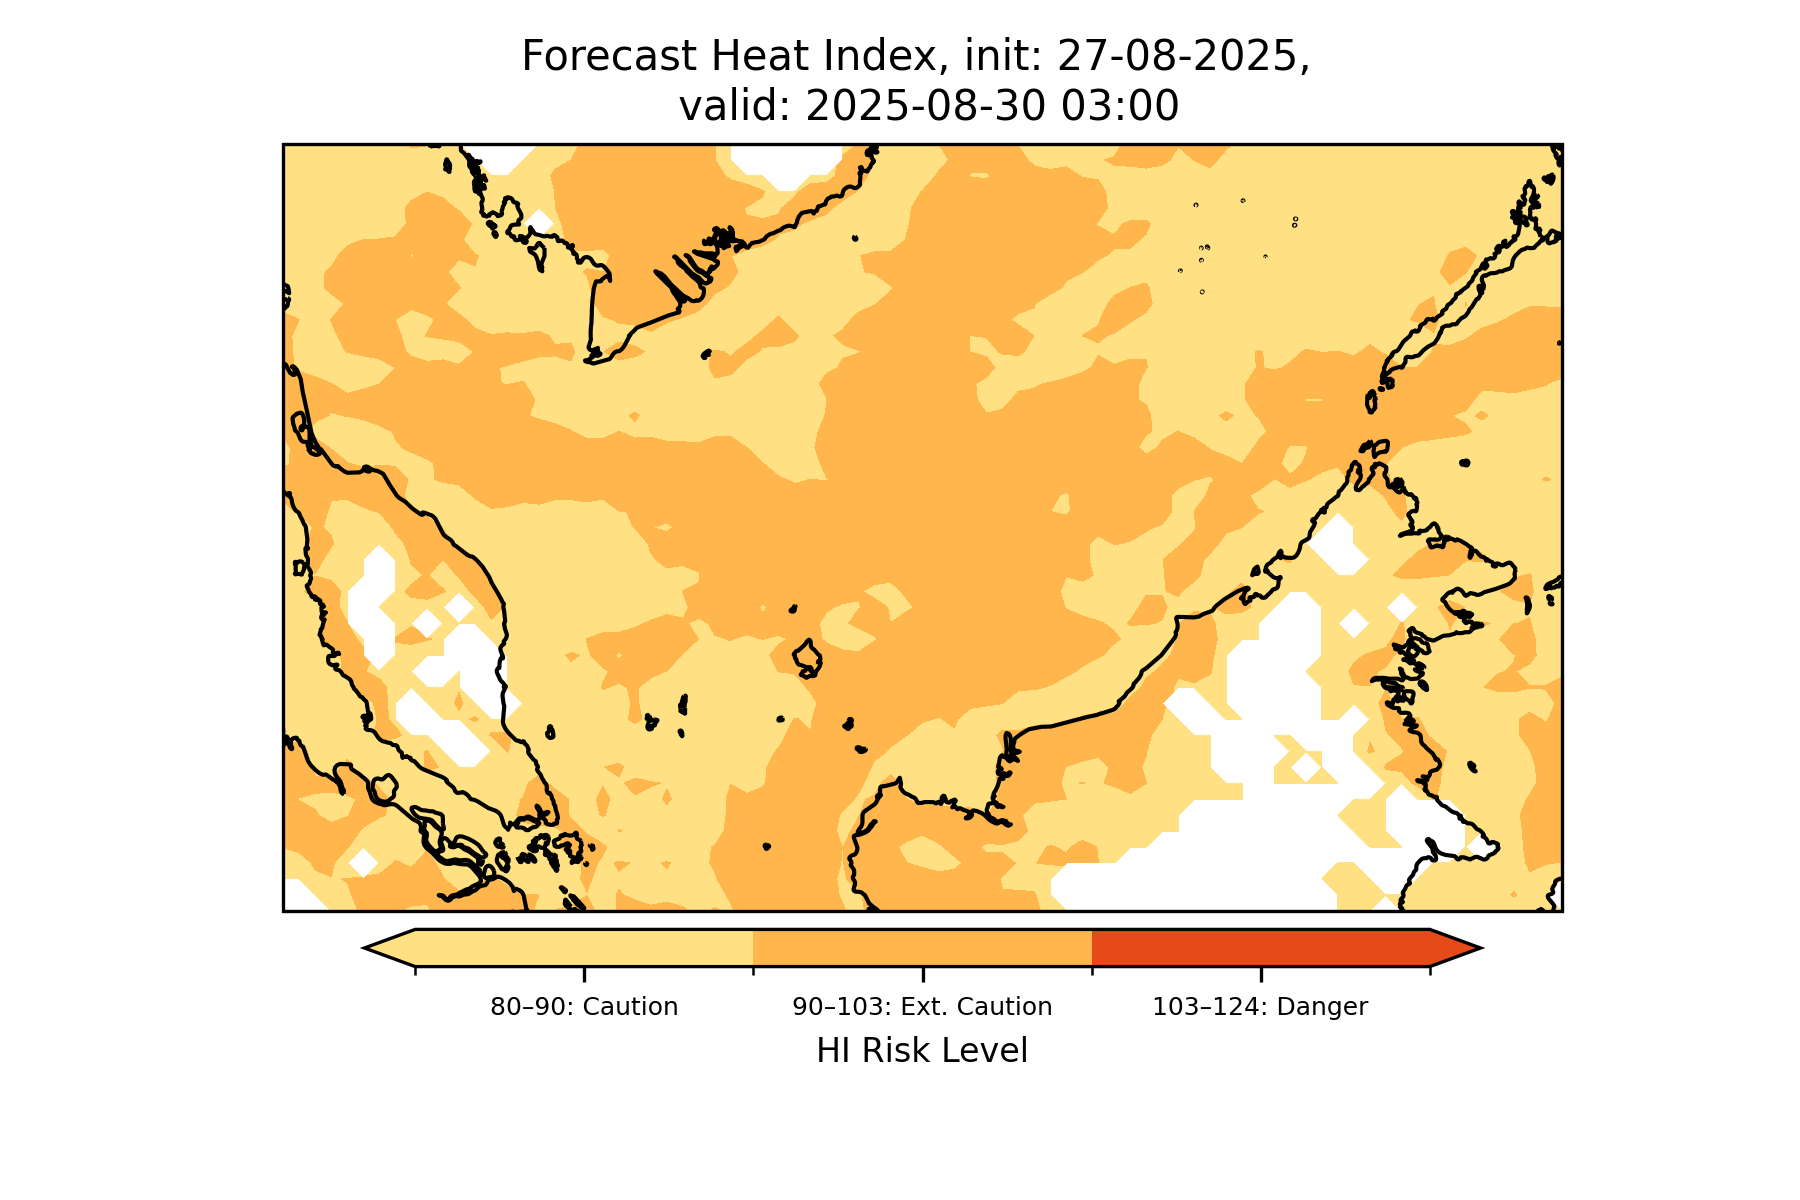 Forecast Heat Index, init: 27-08-2025,
valid: 2025-08-30 03:00
80–90: Caution
90–103: Ext. Caution
103–124: Danger
HI Risk Level